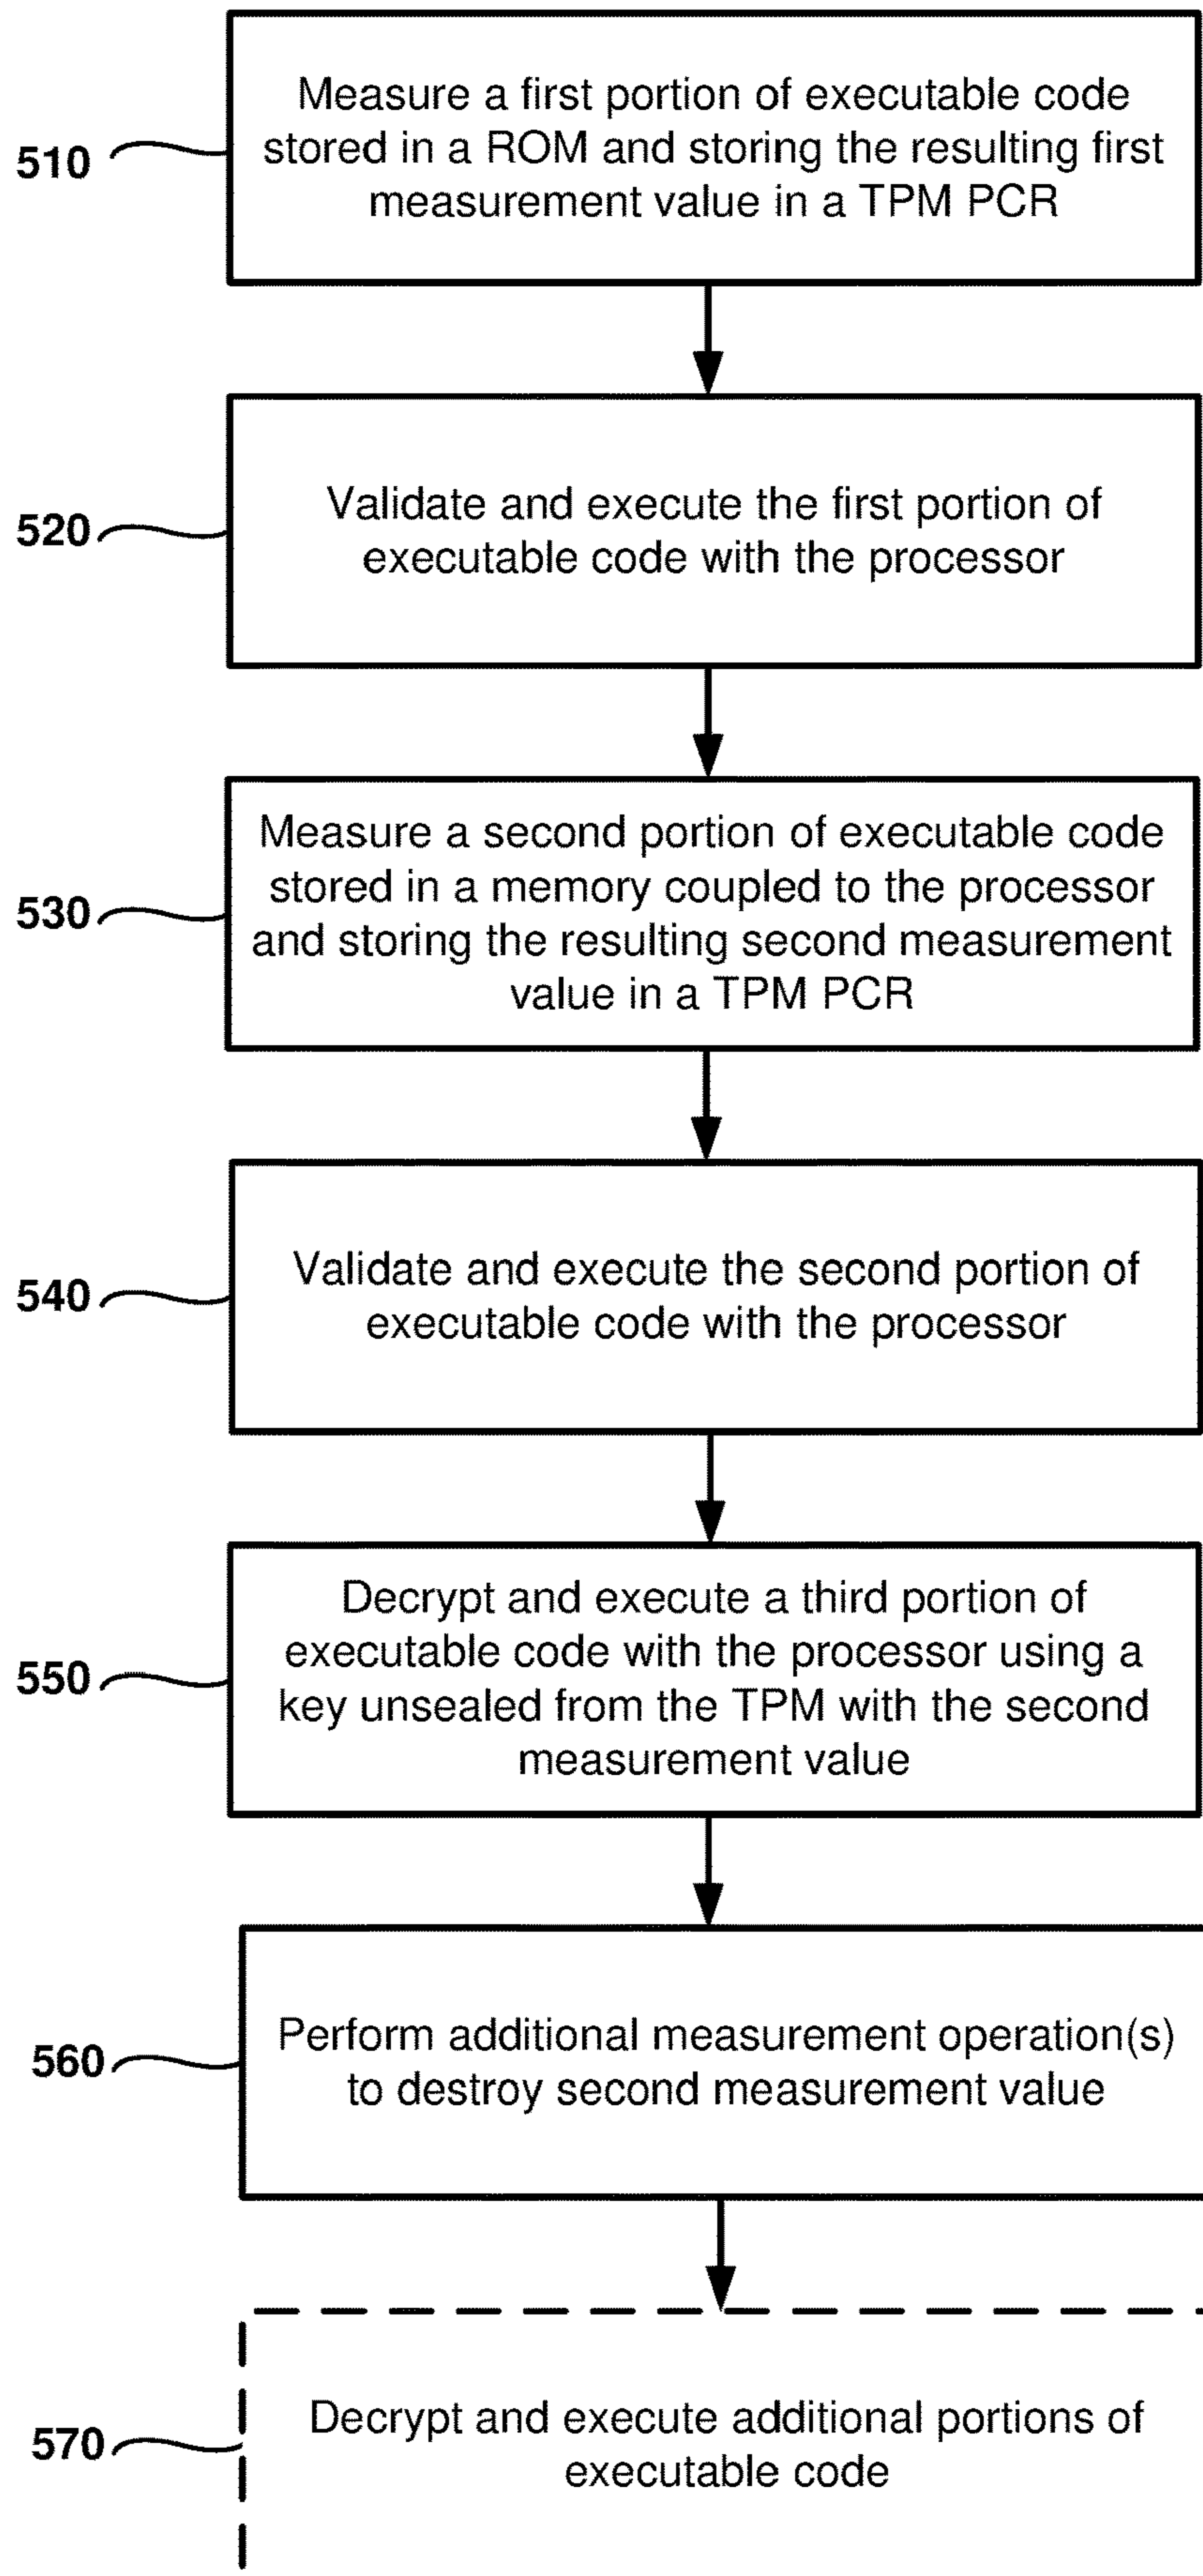 510
Measure a first portion of executable code
stored in a ROM and storing the resulting first
measurement value in a TPM PCR
520
Validate and execute the first portion of
executable code with the processor
530
Measure a second portion of executable code
stored in a memory coupled to the processor
and storing the resulting second measurement
value in a TPM PCR
540
Validate and execute the second portion of
executable code with the processor
550
Decrypt and execute a third portion of
executable code with the processor using a
key unsealed from the TPM with the second
measurement value
560
Perform additional measurement operation(s)
to destroy second measurement value
570
Decrypt and execute additional portions of
executable code